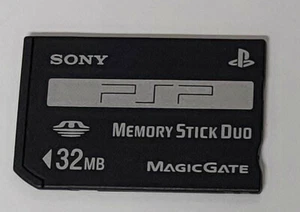 SONY
PSP
MEMORY STICK DUO
32MB
MAGICGATE